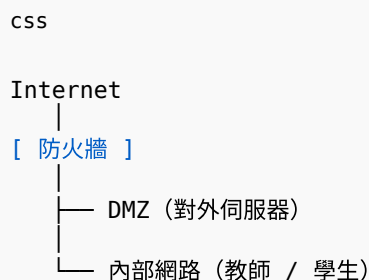 css
Internet
│
[ 防火牆 ]
│
├── DMZ（對外伺服器）
│
└── 內部網路（教師 / 學生）